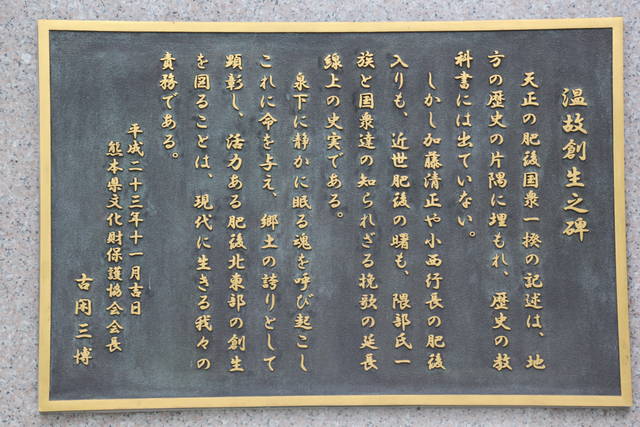 温故創生之碑
天正の肥後国衆一揆の記述は、地
方の歴史の片隅に埋もれ、歴史の教
科書には出ていない。
しかし加藤清正や小西行長の肥後
入りも、近世肥後の曙も、隈部氏一
族と国衆達の知られざる挽歌の延長
線上の史実である。
泉下に静かに眠る魂を呼び起こし
これに命を与え、郷土の誇りとして
顕彰し、活力ある肥後北東部の創生
を図ることは、現代に生きる我々の
責務である。
平成二十三年十一月吉日
熊本県文化財保護協会会長
古閑三博